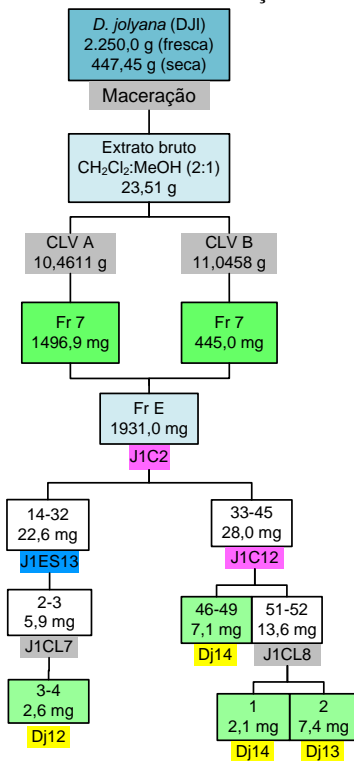 D. jolyana (DJI)
2.250,0 g (fresca)
447,45 g (seca)
Maceração
Extrato bruto
CH₂Cl₂:MeOH (2:1)
23,51 g
CLV A
10,4611 g
CLV B
11,0458 g
Fr 7
1496,9 mg
Fr 7
445,0 mg
Fr E
1931,0 mg
J1C2
14-32
22,6 mg
J1ES13
33-45
28,0 mg
J1C12
2-3
5,9 mg
J1CL7
46-49
7,1 mg
Dj14
51-52
13,6 mg
J1CL8
3-4
2,6 mg
Dj12
1
2,1 mg
Dj14
2
7,4 mg
Dj13